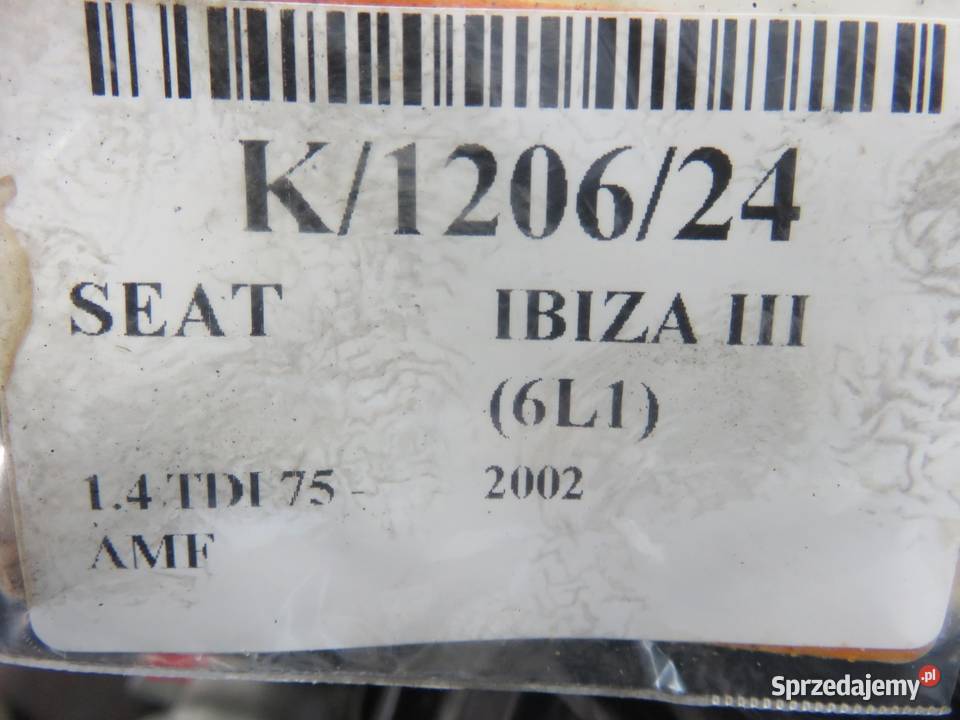 K/1206/24
SEAT IBIZA III
(6L1)
1.4 TDI 75 - 2002
AMF
Sprzedajemy.pl